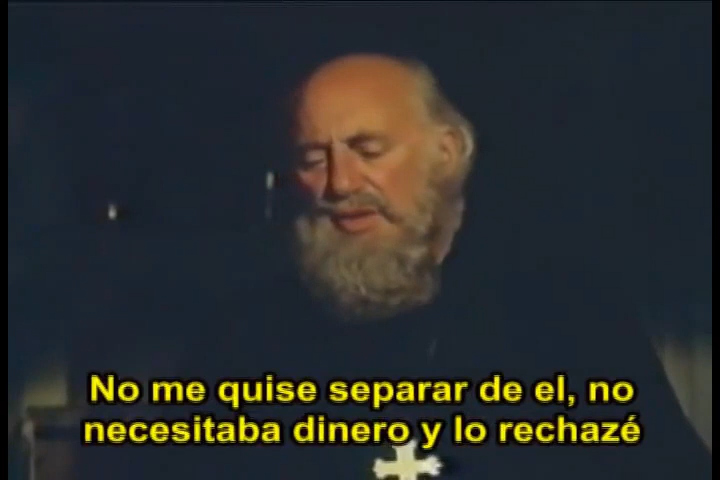 No me quise separar de el, no
necesitaba dinero y lo rechazé